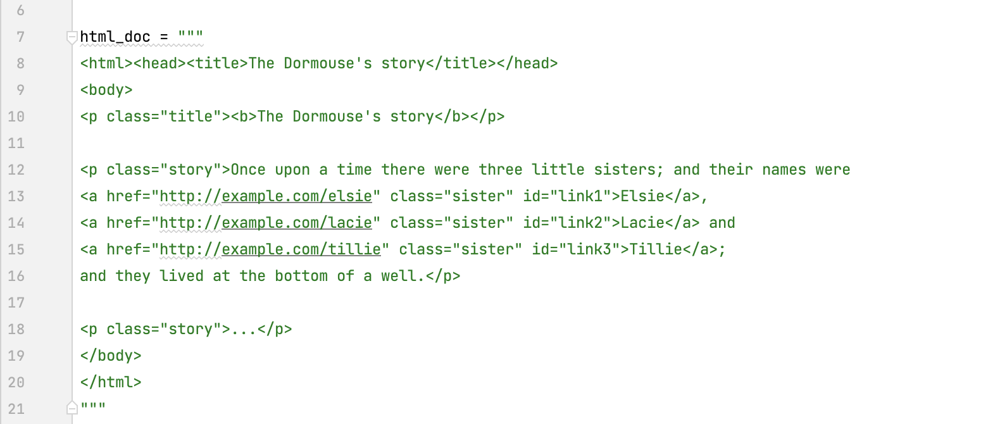 6
7 html_doc = """
8 <html><head><title>The Dormouse's story</title></head>
9 <body>
10 <p class="title"><b>The Dormouse's story</b></p>
11
12 <p class="story">Once upon a time there were three little sisters; and their names were
13 <a href="http://example.com/elsie" class="sister" id="link1">Elsie</a>,
14 <a href="http://example.com/lacie" class="sister" id="link2">Lacie</a> and
15 <a href="http://example.com/tillie" class="sister" id="link3">Tillie</a>;
16 and they lived at the bottom of a well.</p>
17
18 <p class="story">...</p>
19 </body>
20 </html>
21 """